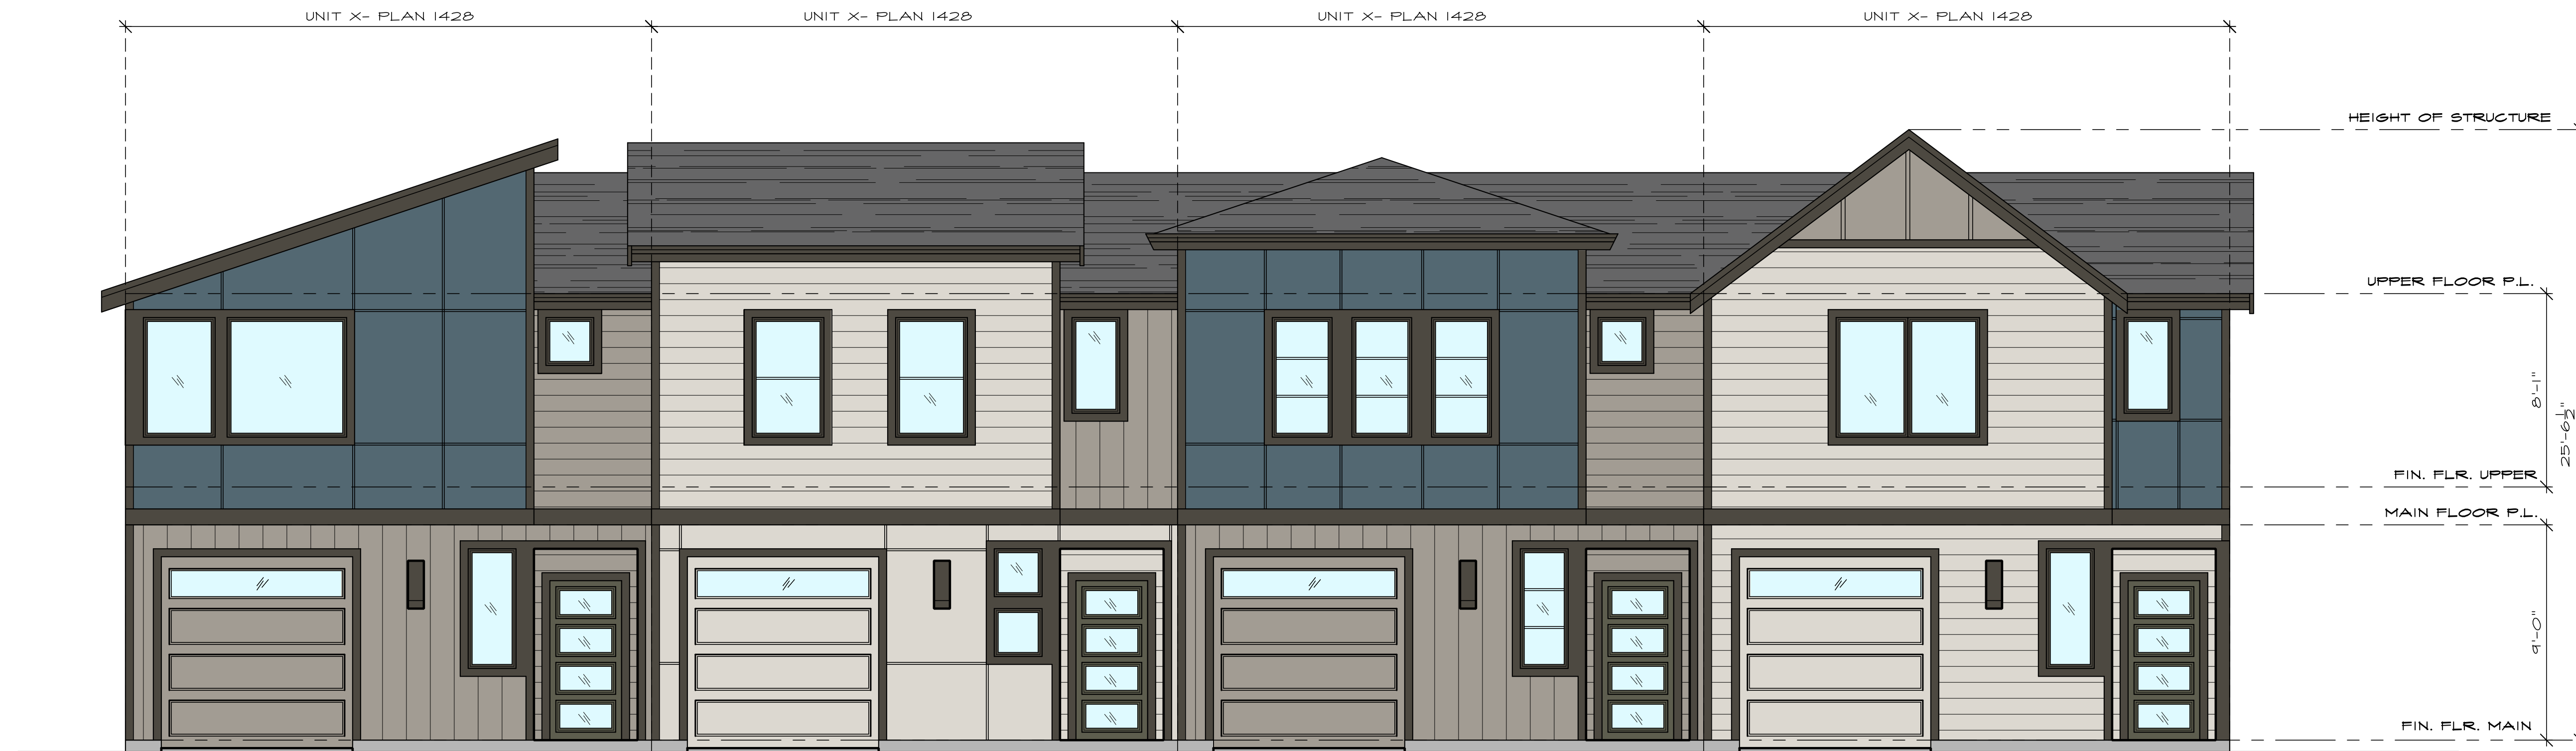 UNIT X- PLAN 1428
UNIT X- PLAN 1428
UNIT X- PLAN 1428
UNIT X- PLAN 1428
HEIGHT OF STRUCTURE
UPPER FLOOR P.L.
8'-1"
25'-6½"
FIN. FLR. UPPER
MAIN FLOOR P.L.
9'-0"
FIN. FLR. MAIN